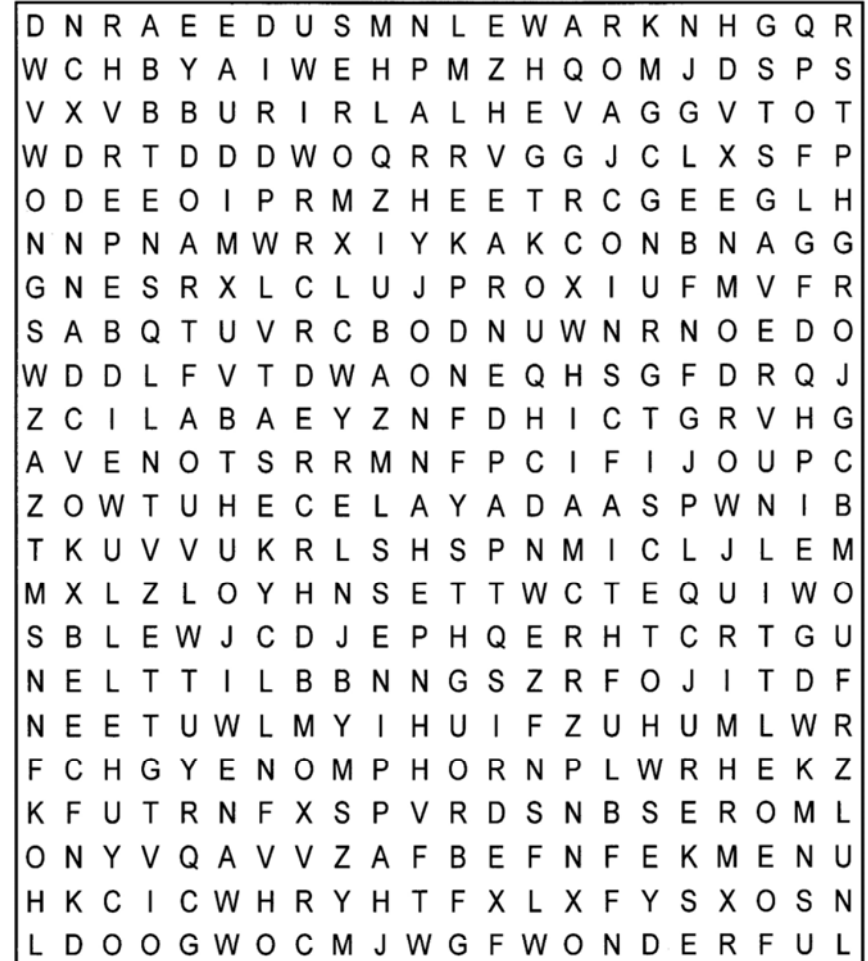 D N R A E E D U S M N L E W A R K N H G Q R
W C H B Y A I W E H P M Z H Q O M J D S P S
V X V B B U R I R L A L H E V A G G V T O T
W D R T D D D W O Q R R V G G J C L X S F P
O D E E O I P R M Z H E E T R C G E E G L H
N N P N A M W R X I Y K A K C O N B N A G G
G N E S R X L C L U J P R O X I U F M V F R
S A B Q T U V R C B O D N U W N R N O E D O
W D D L F V T D W A O N E Q H S G F D R Q J
Z C I L A B A E Y Z N F D H I C T G R V H G
A V E N O T S R R M N F P C I F I J O U P C
Z O W T U H E C E L A Y A D A A S P W N I B
T K U V V U K R L S H S P N M I C L J L E M
M X L Z L O Y H N S E T T W C T E Q U I W O
S B L E W J C D J E P H Q E R H T C R T G U
N E L T T I L B B N N G S Z R F O J I T D F
N E E T U W L M Y I H U I F Z U H U M L W R
F C H G Y E N O M P H O R N P L W R H E K Z
K F U T R N F X S P V R D S N B S E R O M L
O N Y V Q A V V Z A F B E F N F E K M E N U
H K C I C W H R Y H T F X L X F Y S X O S N
L D O O G W O C M J W G F W O N D E R F U L